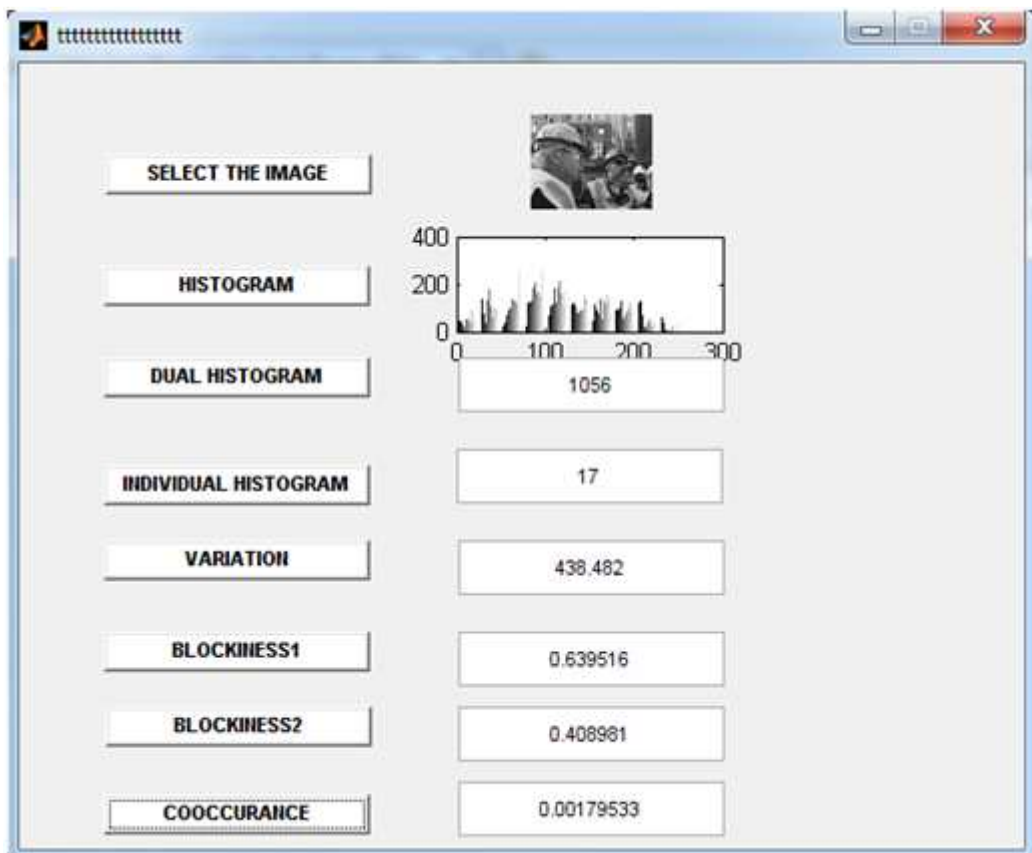 tttttttttttttttttt
SELECT THE IMAGE
400
HISTOGRAM
200
0
0 100 200 300
DUAL HISTOGRAM
1056
INDIVIDUAL HISTOGRAM
17
VARIATION
438.482
BLOCKINESS1
0.639516
BLOCKINESS2
0.408981
COOCCURANCE
0.00179533